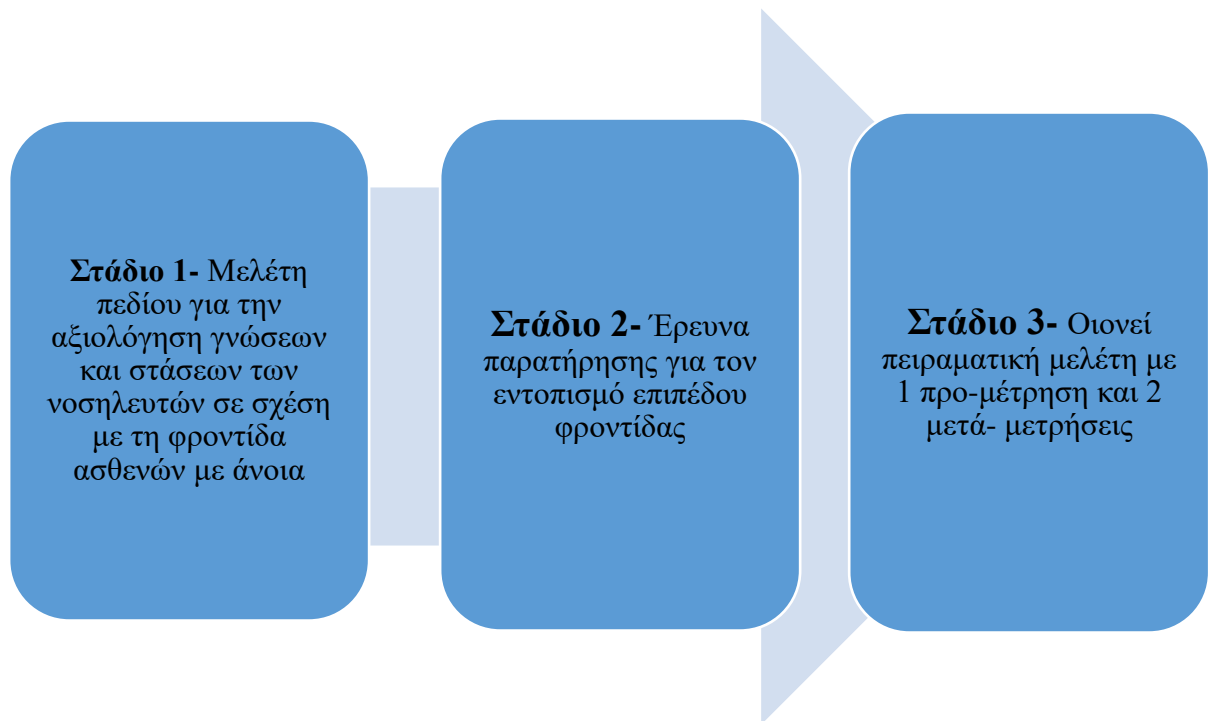 Στάδιο 1- Μελέτη
πεδίου για την
αξιολόγηση γνώσεων
και στάσεων των
νοσηλευτών σε σχέση
με τη φροντίδα
ασθενών με άνοια
Στάδιο 2- Έρευνα
παρατήρησης για τον
εντοπισμό επιπέδου
φροντίδας
Στάδιο 3- Οιονεί
πειραματική μελέτη με
1 προ-μέτρηση και 2
μετά- μετρήσεις